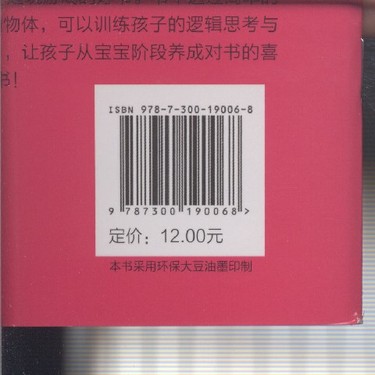 物体，可以训练孩子的逻辑思考与
，让孩子从宝宝阶段养成对书的喜
书!
ISBN 978-7-300-19006-8
9 787300 190068 >
定价：12.00元
本书采用环保大豆油墨印制